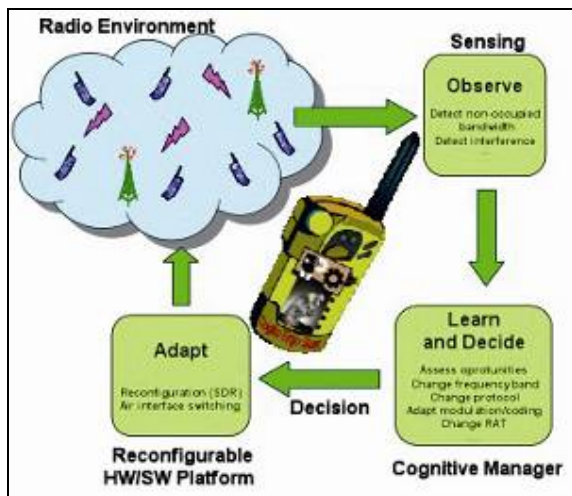 Radio Environment
Sensing
Observe
Detect non-occupied
bandwidth
Detect interference
...
Learn
and Decide
Assess oprotunities
Change frequency band
Change protocol
Adapt modulation/coding
Change RAT
...
Cognitive Manager
Decision
Adapt
Reconfiguration (SDR)
Air interface switching
Reconfigurable
HW/SW Platform